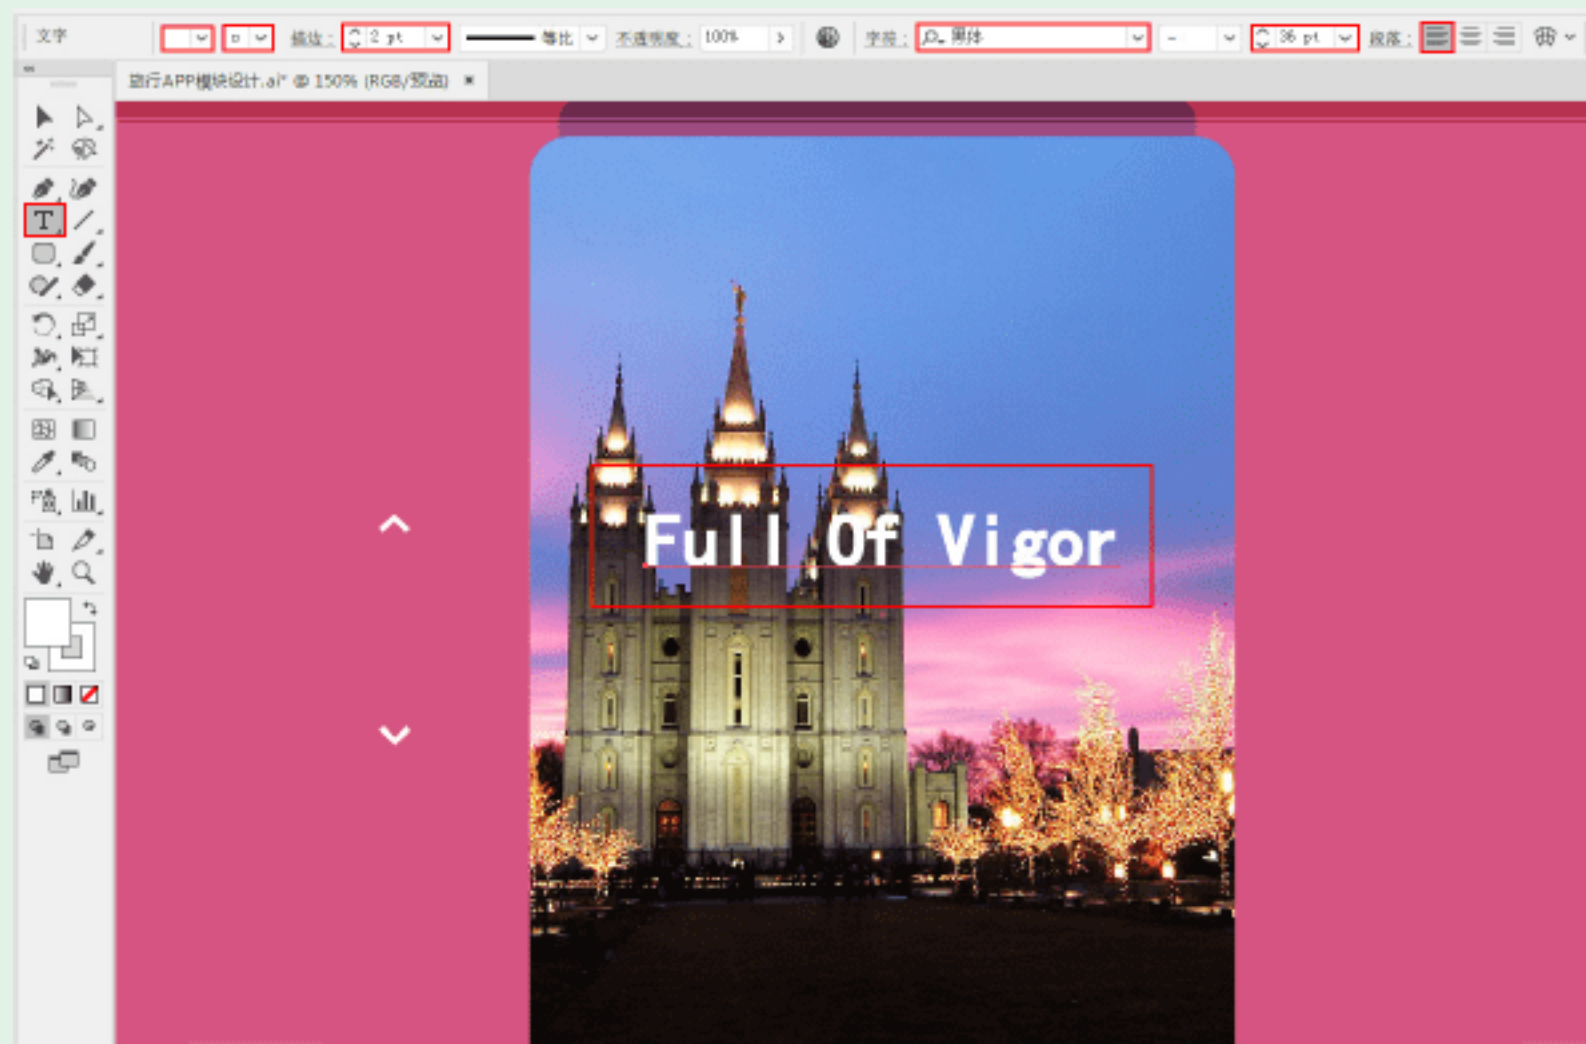 文字
描边: 2 pt 等比 不透明度: 100% 字符: 黑体 - 36 pt 段落:
旅行APP模块设计.ai* @ 150% (RGB/预览) ×
T
Full Of Vigor